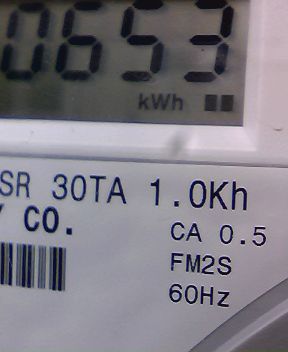 0653
kWh
SR 30TA 1.0Kh
Y CO.
CA 0.5
FM2S
60Hz